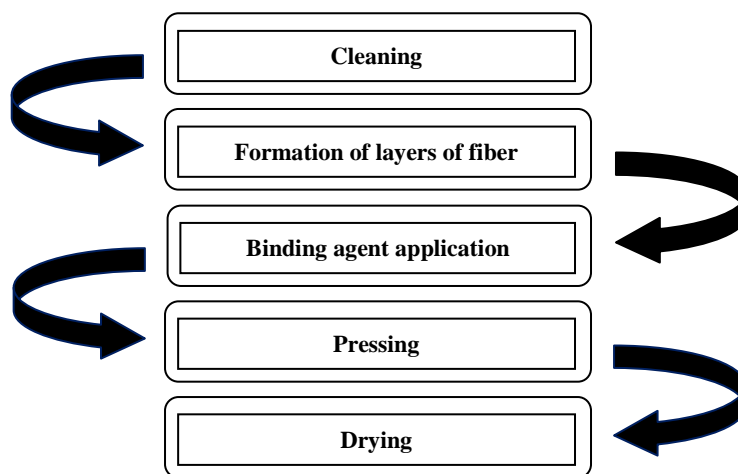 Cleaning
Formation of layers of fiber
Binding agent application
Pressing
Drying